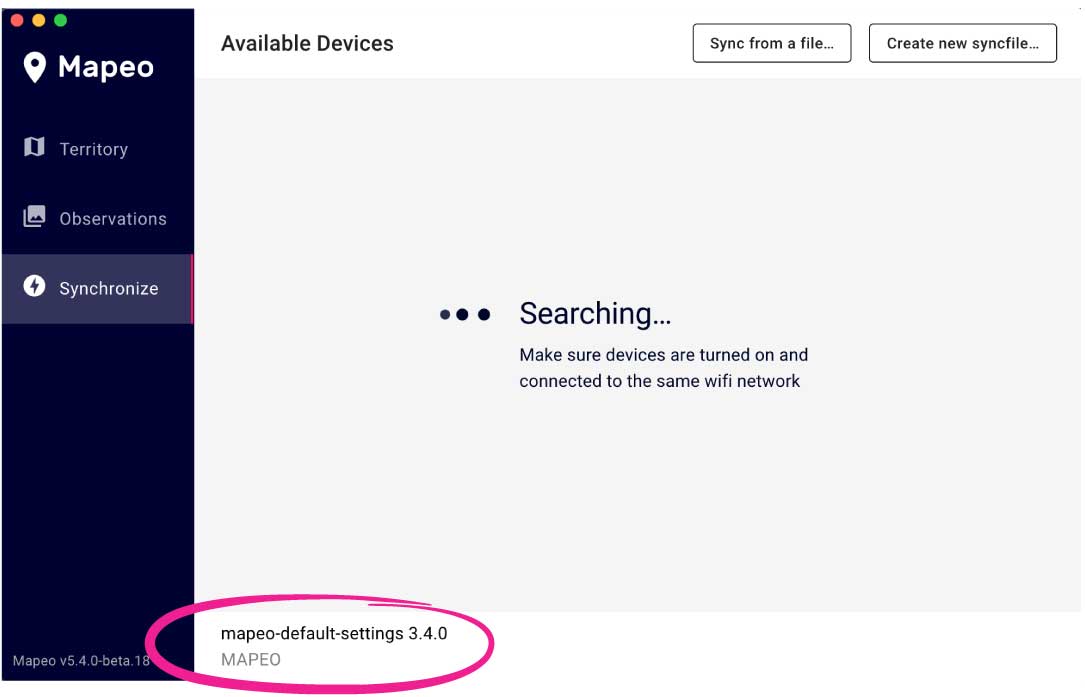 Mapeo
Territory
Observations
Synchronize
Mapeo v5.4.0-beta.18
Available Devices
Sync from a file...
Create new syncfile...
Searching...
Make sure devices are turned on and
connected to the same wifi network
mapeo-default-settings 3.4.0
MAPEO